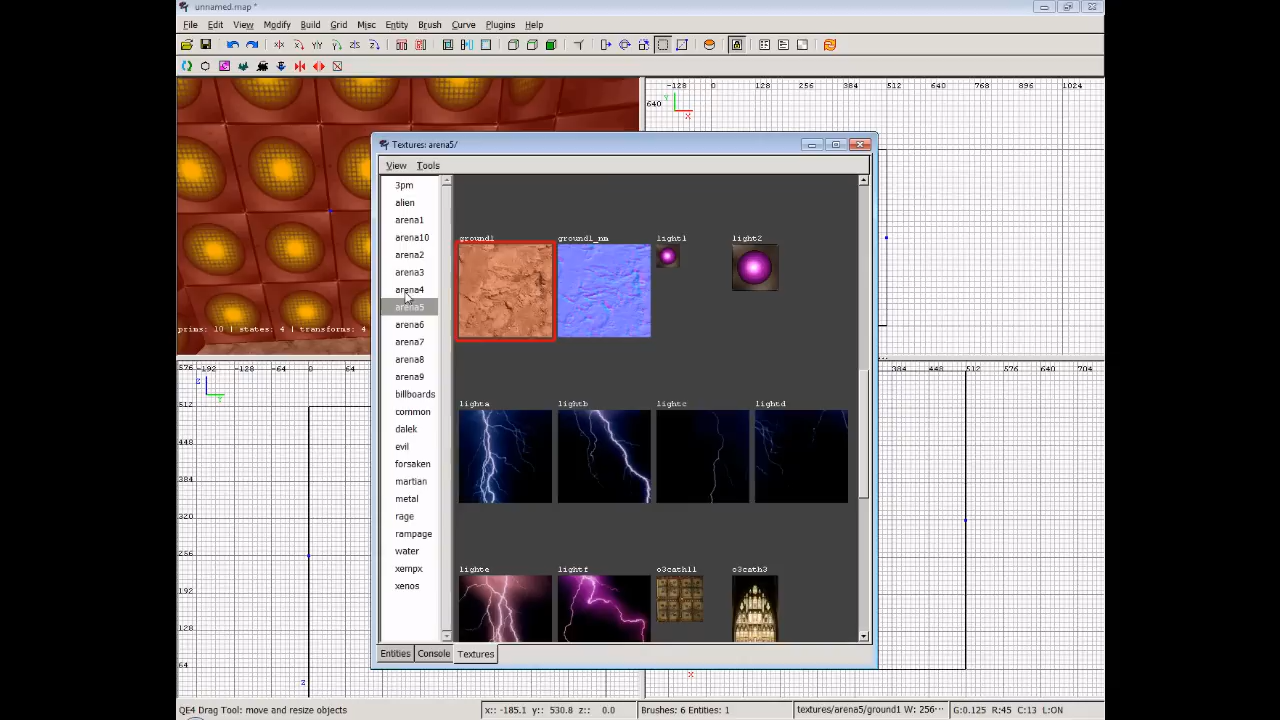 unnamed.map *
File Edit View Modify Build Grid Misc Entity Brush Curve Plugins Help
prims: 10 | states: 4 | transforms: 4
-128 0 128 256 384 512 640 768 896 1024
640
Y
X
Textures: arena5/
View Tools
3pm
alien
arena1
arena10
arena2
arena3
arena4
arena5
arena6
arena7
arena8
arena9
billboards
common
dalek
evil
forsaken
martian
metal
rage
rampage
water
xempx
xenos
ground1 ground1_nm light1 light2
lighta lightb lightc lightd
lighte lightf o3cath11 o3cath3
Entities Console Textures
576 -192 -128 -64 0 64
Z
Y
512
448
384
320
256
192
128
64
Z
384 448 512 576 640 704
X
QE4 Drag Tool: move and resize objects
x:: -185.1 y:: 530.8 z:: 0.0
Brushes: 6 Entities: 1
textures/arena5/ground1 W: 256···
G:0.125 R:45 C:13 L:ON